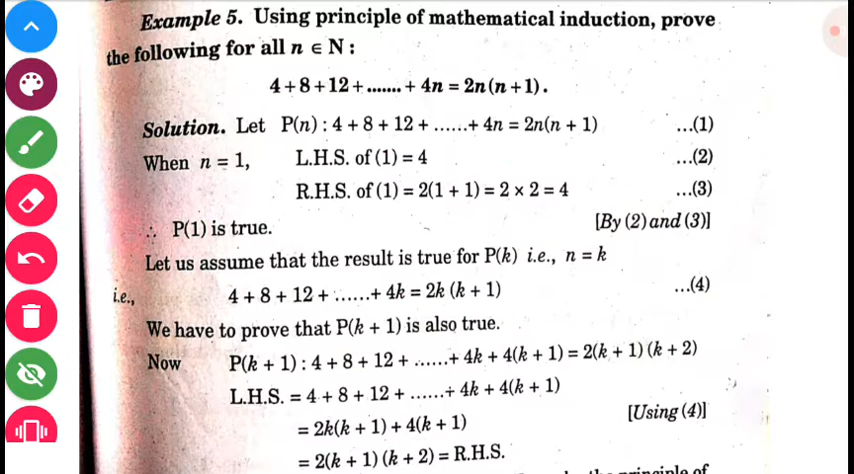 Example 5. Using principle of mathematical induction, prove
the following for all n ∈ N :
4 + 8 + 12 + ....... + 4n = 2n(n + 1).
Solution. Let P(n) : 4 + 8 + 12 + ......+ 4n = 2n(n + 1) ...(1)
When n = 1, L.H.S. of (1) = 4 ...(2)
R.H.S. of (1) = 2(1 + 1) = 2 × 2 = 4 ...(3)
∴ P(1) is true. [By (2) and (3)]
Let us assume that the result is true for P(k) i.e., n = k
i.e., 4 + 8 + 12 + ......+ 4k = 2k (k + 1) ...(4)
We have to prove that P(k + 1) is also true.
Now P(k + 1) : 4 + 8 + 12 + ......+ 4k + 4(k + 1) = 2(k + 1) (k + 2)
L.H.S. = 4 + 8 + 12 + ......+ 4k + 4(k + 1)
= 2k(k + 1) + 4(k + 1) [Using (4)]
= 2(k + 1) (k + 2) = R.H.S.
principle of